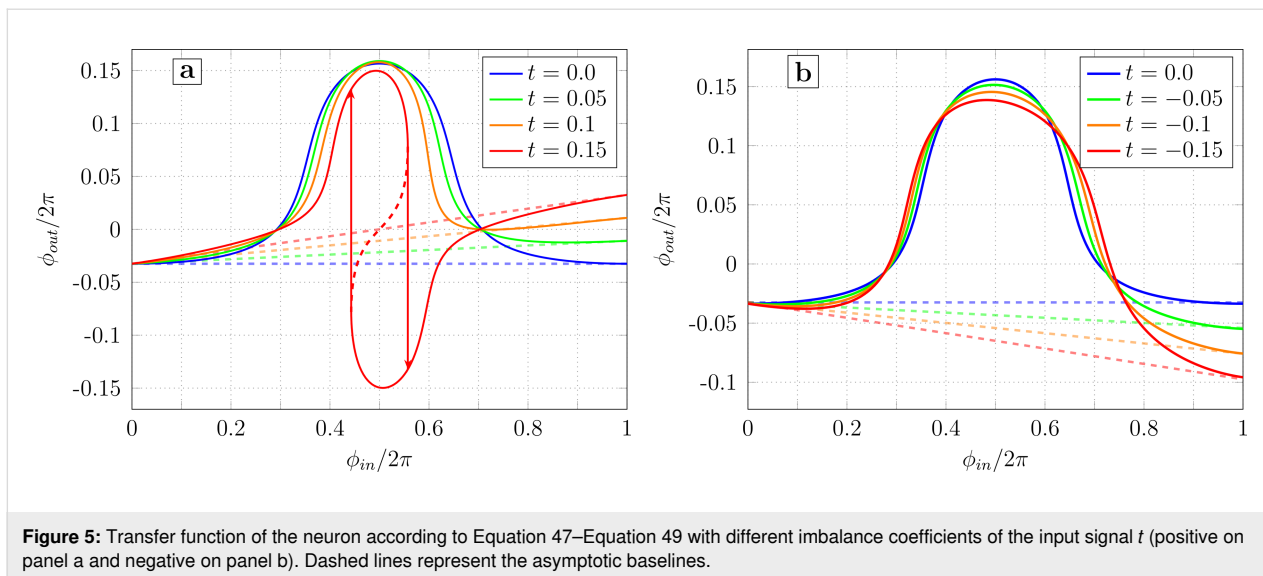 a
t = 0.0
t = 0.05
t = 0.1
t = 0.15
0.15
0.1
0.05
0
-0.05
-0.1
-0.15
ϕ_out/2π
0 0.2 0.4 0.6 0.8 1
ϕ_in/2π
b
t = 0.0
t = −0.05
t = −0.1
t = −0.15
0.15
0.1
0.05
0
-0.05
-0.1
ϕ_out/2π
0 0.2 0.4 0.6 0.8 1
ϕ_in/2π
Figure 5: Transfer function of the neuron according to Equation 47–Equation 49 with different imbalance coefficients of the input signal t (positive on
panel a and negative on panel b). Dashed lines represent the asymptotic baselines.